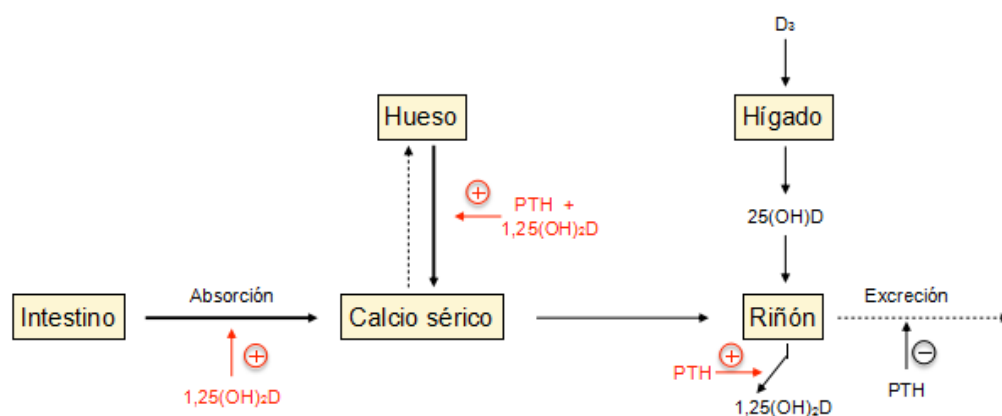 D₃
Hueso
Hígado
+
PTH +
1,25(OH)₂D
25(OH)D
Absorción
Excreción
Intestino
Calcio sérico
Riñón
+
1,25(OH)₂D
PTH
+
1,25(OH)₂D
−
PTH